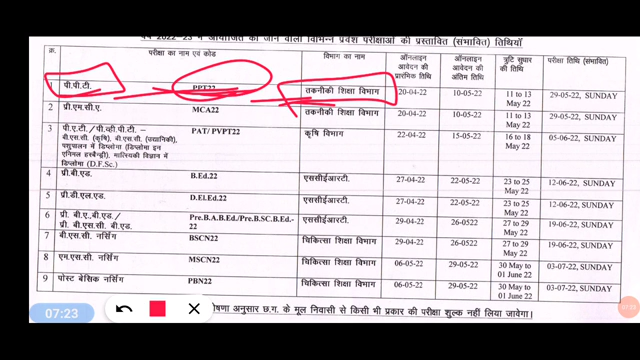 वर्ष 2022-23 में आयोजित की जाने वाली विभिन्न प्रवेश परीक्षाओं की प्रस्तावित (संभावित) तिथियाँ
क्र. परीक्षा का नाम एवं कोड विभाग का नाम ऑनलाइन आवेदन की प्रारंभिक तिथि ऑनलाइन आवेदन की अंतिम तिथि त्रुटि सुधार की तिथि परीक्षा तिथि (संभावित)
1 पी.पी.टी. PPT22 तकनीकी शिक्षा विभाग 20-04-22 10-05-22 11 to 13 May 22 29-05-22, SUNDAY
2 प्री.एम.सी.ए. MCA22 तकनीकी शिक्षा विभाग 20-04-22 10-05-22 11 to 13 May 22 29-05-22, SUNDAY
3 पी.ए.टी./पी.व्ही.पी.टी. – PAT/PVPT22 कृषि विभाग 22-04-22 15-05-22 16 to 18 May 22 05-06-22, SUNDAY
बी.एस.सी. (कृषि) बी.एस.सी. (उद्यानिकी)
पशुपालन में डिप्लोमा (डिप्लोमा इन
एनिमल हस्बेन्ड्री) मात्स्यिकी विज्ञान में
डिप्लोमा (D.F.Sc)
4 प्री.बी.एड. B.Ed.22 एससीईआरटी. 27-04-22 22-05-22 23 to 25 May 22 12-06-22, SUNDAY
5 प्री.डी.एल.एड. D.El.Ed.22 एससीईआरटी. 27-04-22 22-05-22 23 to 25 May 22 12-06-22, SUNDAY
6 प्री. बी.ए.बी.एड./ प्री. बी.एस.सी. बी.एड. Pre.B.A.B.Ed/Pre.B.SC.B.Ed.-22 एससीईआरटी. 29-04-22 26-0522 27 to 29 May 22 19-06-22, SUNDAY
7 बी.एस.सी. नर्सिंग BSCN22 चिकित्सा शिक्षा विभाग 29-04-22 26-0522 27 to 29 May 22 19-06-22, SUNDAY
8 एम.एस.सी. नर्सिंग MSCN22 चिकित्सा शिक्षा विभाग 06-05-22 29-05-22 30 May to 01 June 22 03-07-22, SUNDAY
9 पोस्ट बेसिक नर्सिंग PBN22 चिकित्सा शिक्षा विभाग 06-05-22 29-05-22 30 May to 01 June 22 03-07-22, SUNDAY
07:23
षणा अनुसार छ.ग. के मूल निवासी से किसी भी प्रकार की परीक्षा शुल्क नहीं लिया जावेगा।